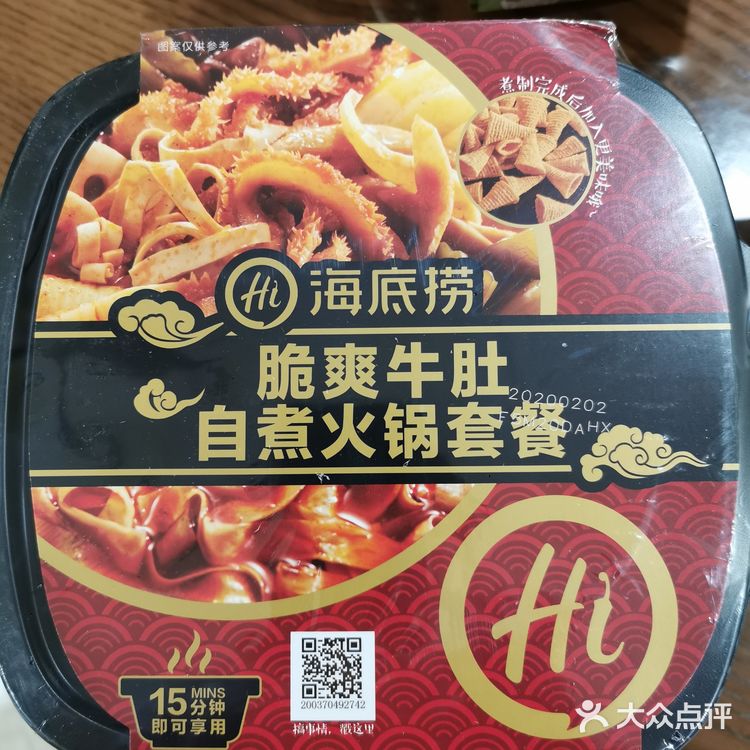 图案仅供参考
煮制完成后加入更美味喔~
Hi 海底捞
脆爽牛肚
自煮火锅套餐
20200202
Hi
15 MINS
分钟
即可享用
200370492742
搞事情，戳这里
大众点评